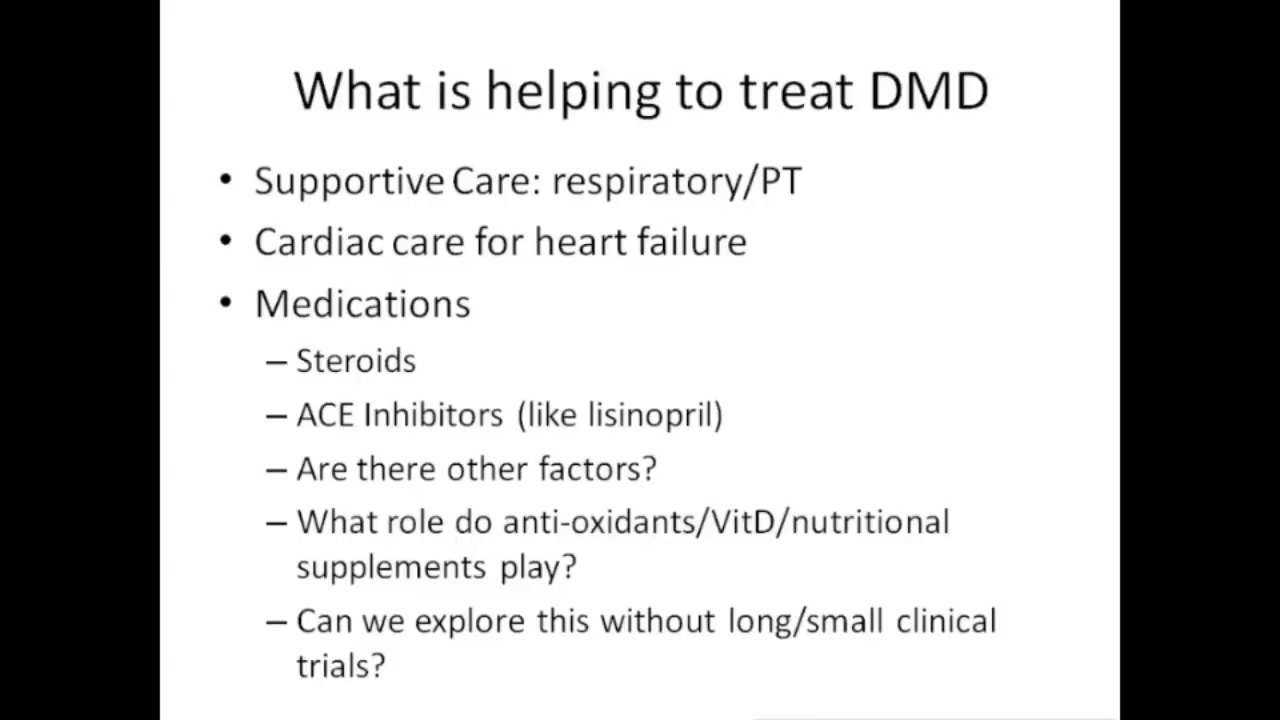 What is helping to treat DMD
• Supportive Care: respiratory/PT
• Cardiac care for heart failure
• Medications
– Steroids
– ACE Inhibitors (like lisinopril)
– Are there other factors?
– What role do anti-oxidants/VitD/nutritional
supplements play?
– Can we explore this without long/small clinical
trials?